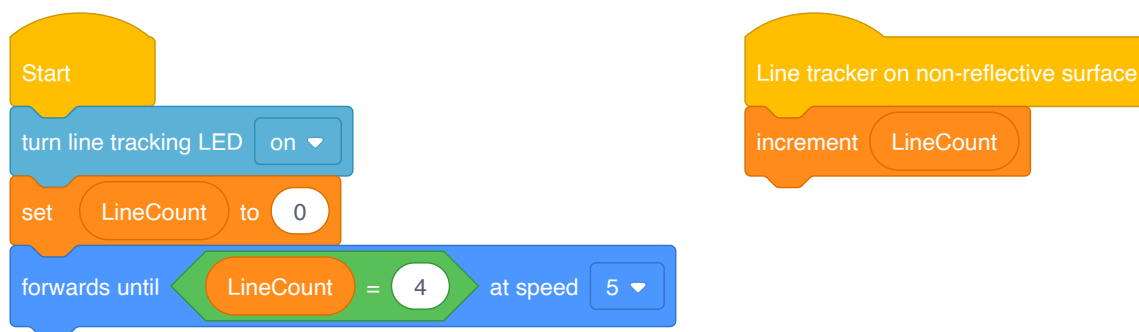 Start
turn line tracking LED on
set LineCount to 0
forwards until LineCount = 4 at speed 5
Line tracker on non-reflective surface
increment LineCount